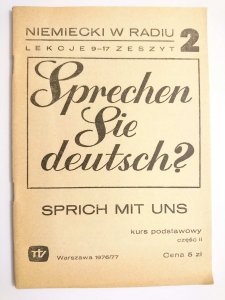 NIEMIECKI W RADIU
LEKCJE 9-17 ZESZYT 2
Sprechen
Sie
deutsch?
SPRICH MIT UNS
kurs podstawowy
część II
Warszawa 1976/77
Cena 5 zł